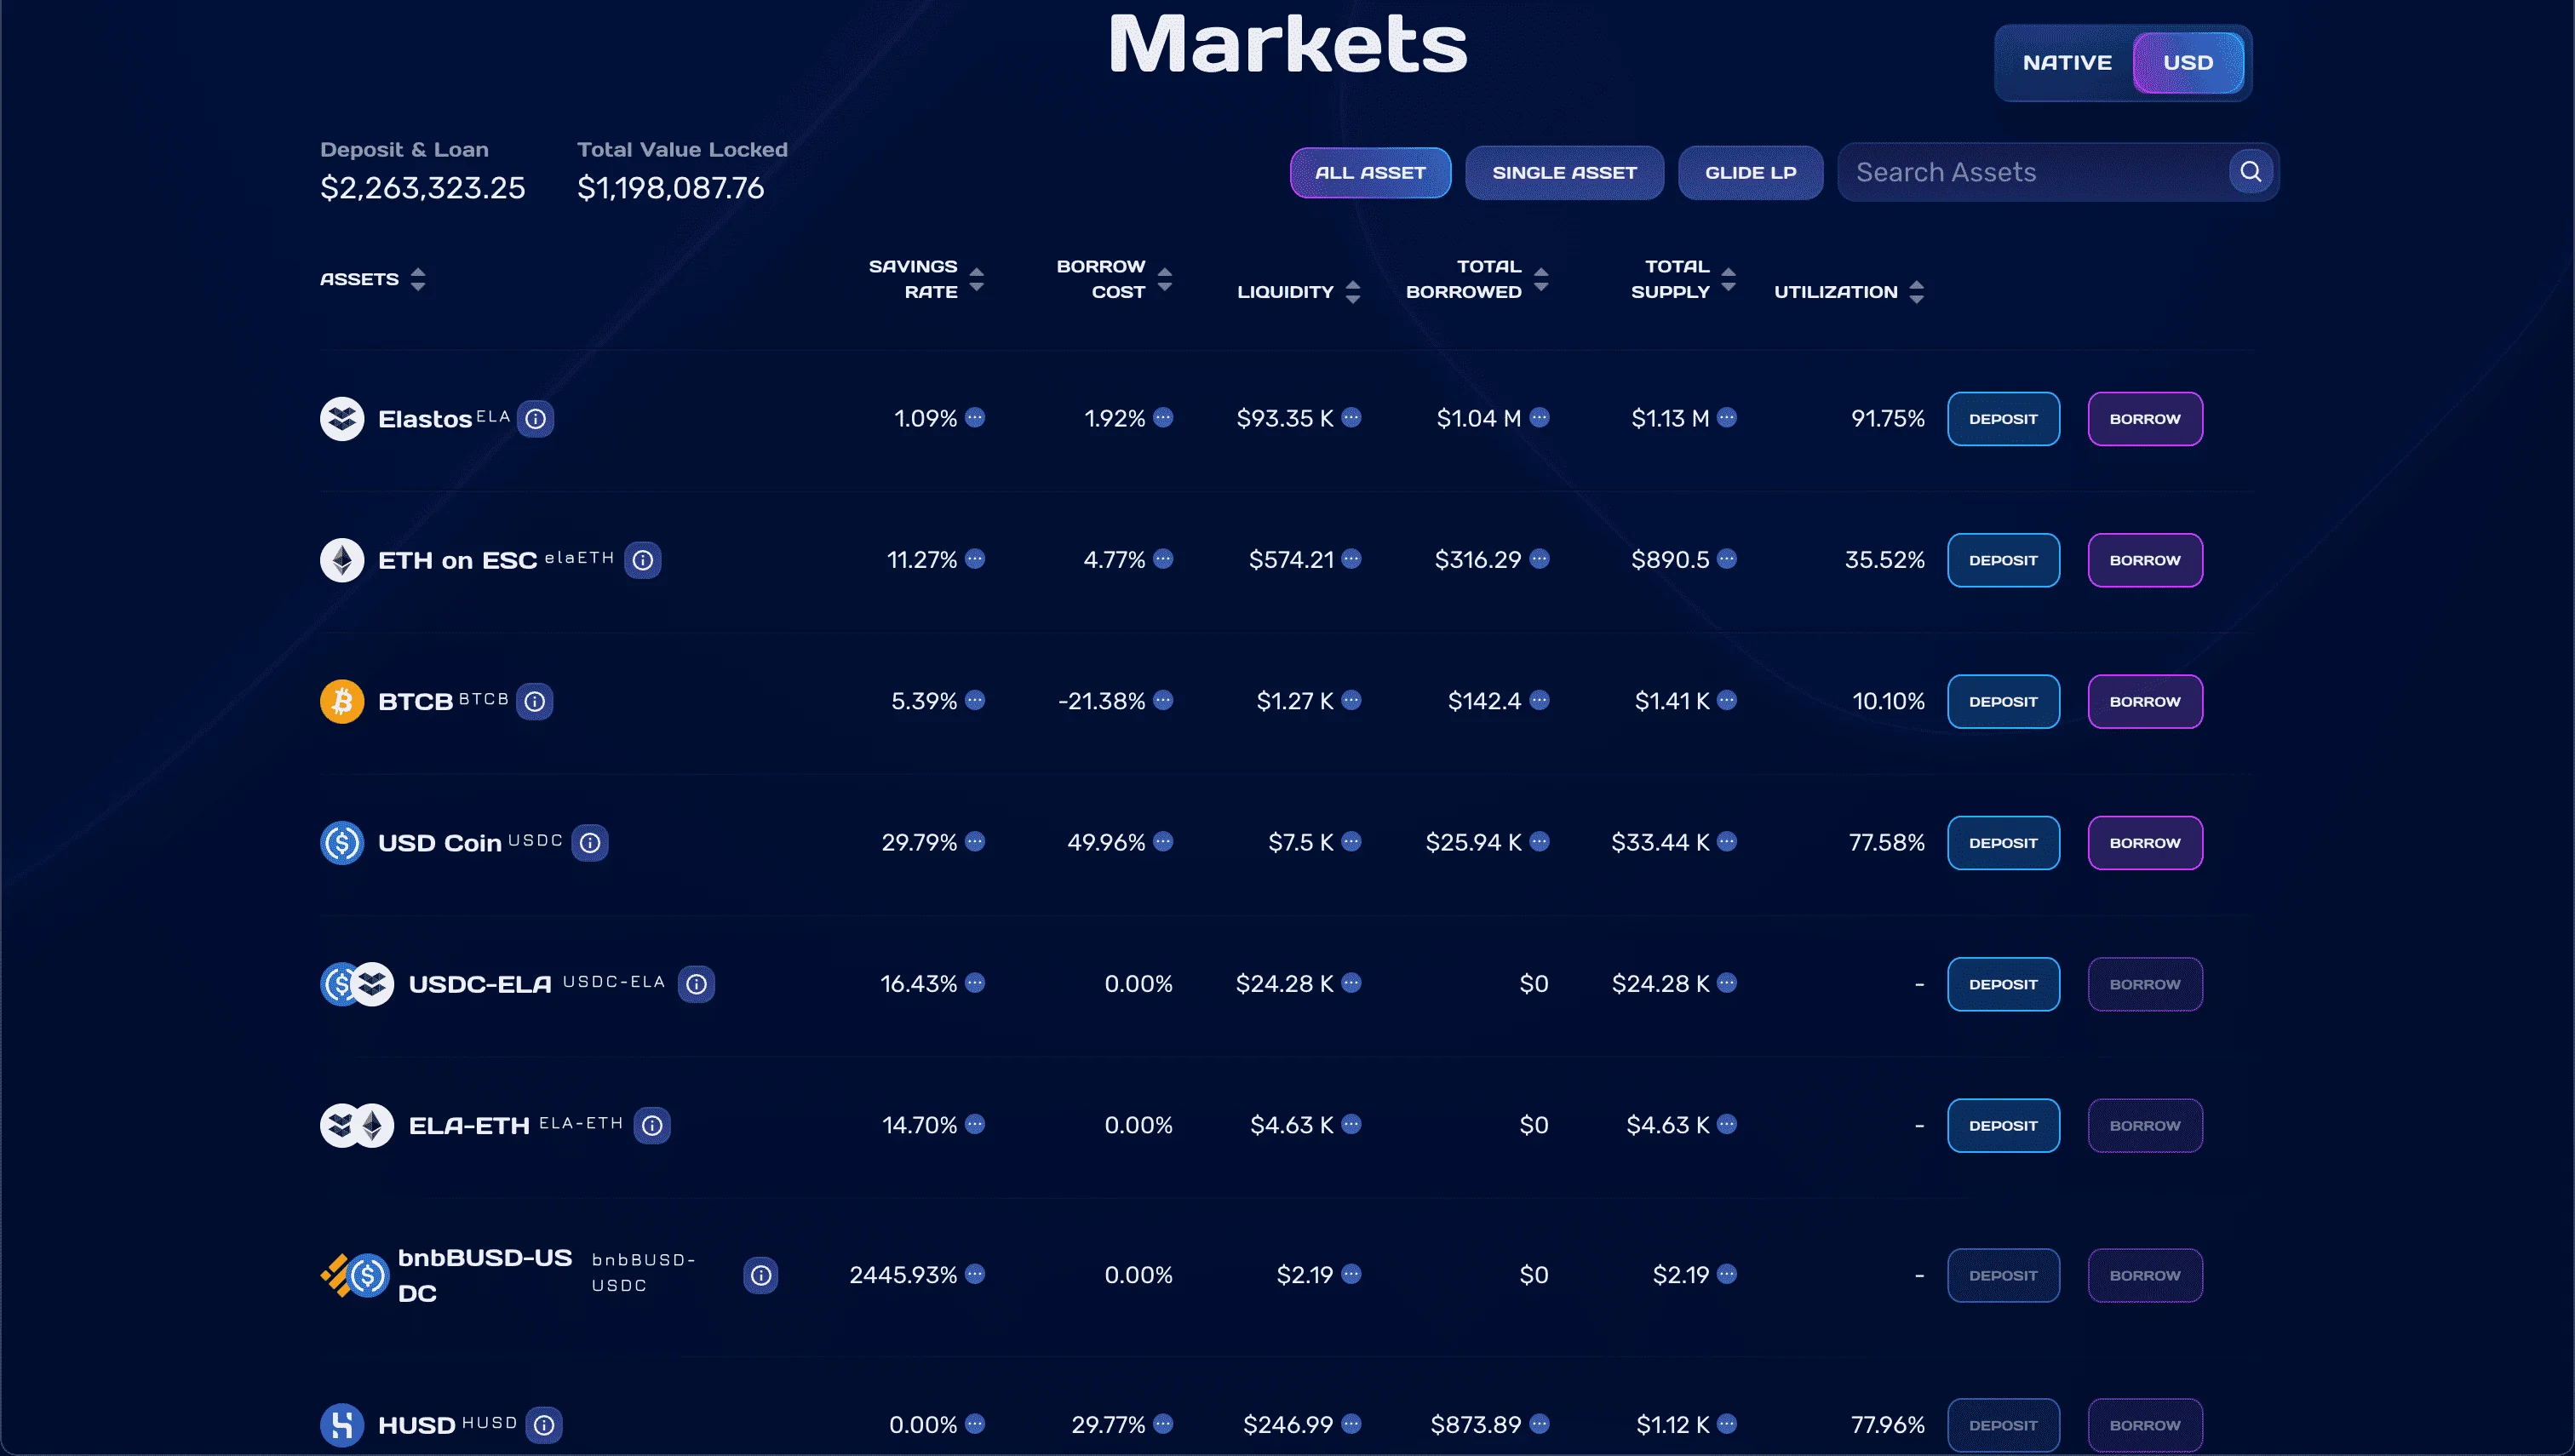 Markets
NATIVE USD
Deposit & Loan Total Value Locked
$2,263,323.25 $1,198,087.76
ALL ASSET SINGLE ASSET GLIDE LP Search Assets
ASSETS SAVINGS RATE BORROW COST LIQUIDITY TOTAL BORROWED TOTAL SUPPLY UTILIZATION
Elastos ELA 1.09% 1.92% $93.35 K $1.04 M $1.13 M 91.75% DEPOSIT BORROW
ETH on ESC elaETH 11.27% 4.77% $574.21 $316.29 $890.5 35.52% DEPOSIT BORROW
BTCB BTCB 5.39% -21.38% $1.27 K $142.4 $1.41 K 10.10% DEPOSIT BORROW
USD Coin USDC 29.79% 49.96% $7.5 K $25.94 K $33.44 K 77.58% DEPOSIT BORROW
USDC-ELA USDC-ELA 16.43% 0.00% $24.28 K $0 $24.28 K - DEPOSIT BORROW
ELA-ETH ELA-ETH 14.70% 0.00% $4.63 K $0 $4.63 K - DEPOSIT BORROW
bnbBUSD-USDC bnbBUSD-USDC 2445.93% 0.00% $2.19 $0 $2.19 - DEPOSIT BORROW
HUSD HUSD 0.00% 29.77% $246.99 $873.89 $1.12 K 77.96% DEPOSIT BORROW